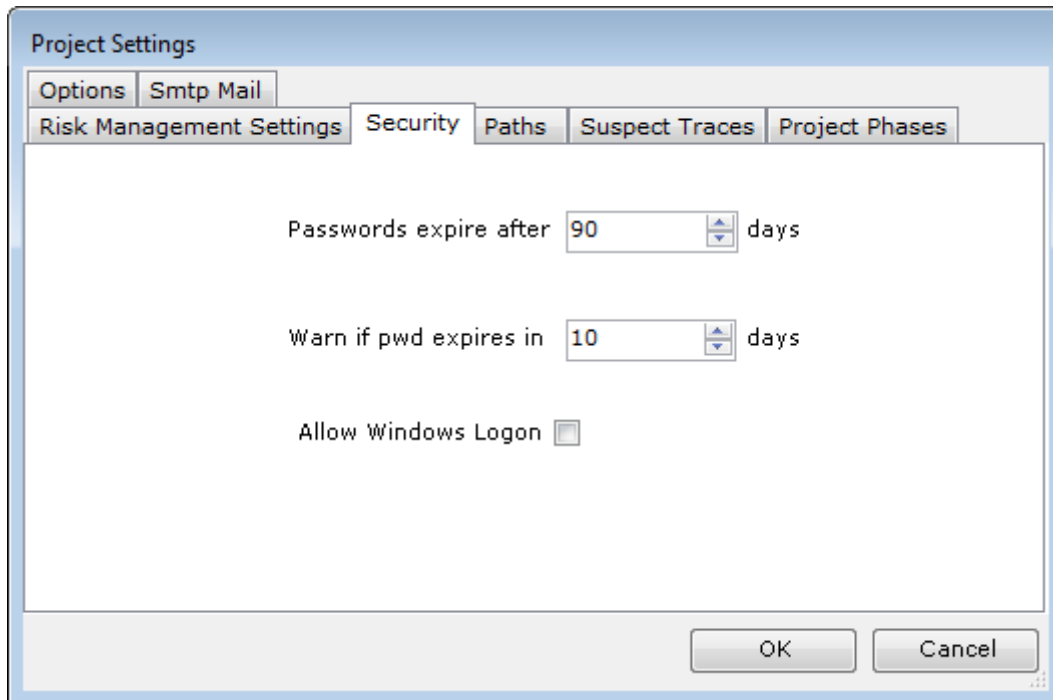 Project Settings
Options Smtp Mail
Risk Management Settings Security Paths Suspect Traces Project Phases
Passwords expire after 90 days
Warn if pwd expires in 10 days
Allow Windows Logon
OK Cancel